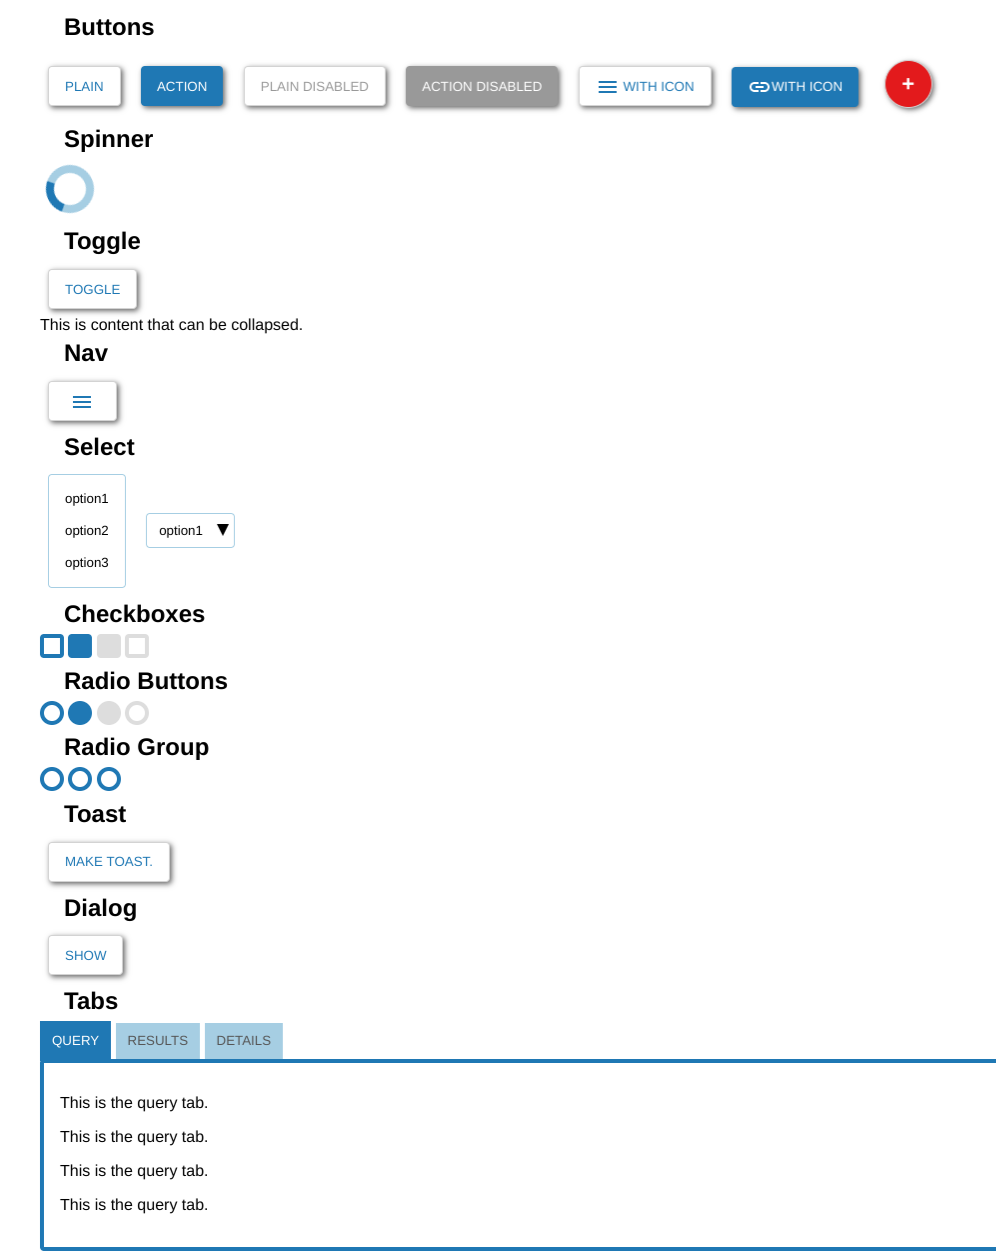 Buttons
PLAIN ACTION PLAIN DISABLED ACTION DISABLED WITH ICON WITH ICON +
Spinner
Toggle
TOGGLE
This is content that can be collapsed.
Nav
Select
option1
option2 option1
option3
Checkboxes
Radio Buttons
Radio Group
Toast
MAKE TOAST.
Dialog
SHOW
Tabs
QUERY RESULTS DETAILS
This is the query tab.
This is the query tab.
This is the query tab.
This is the query tab.